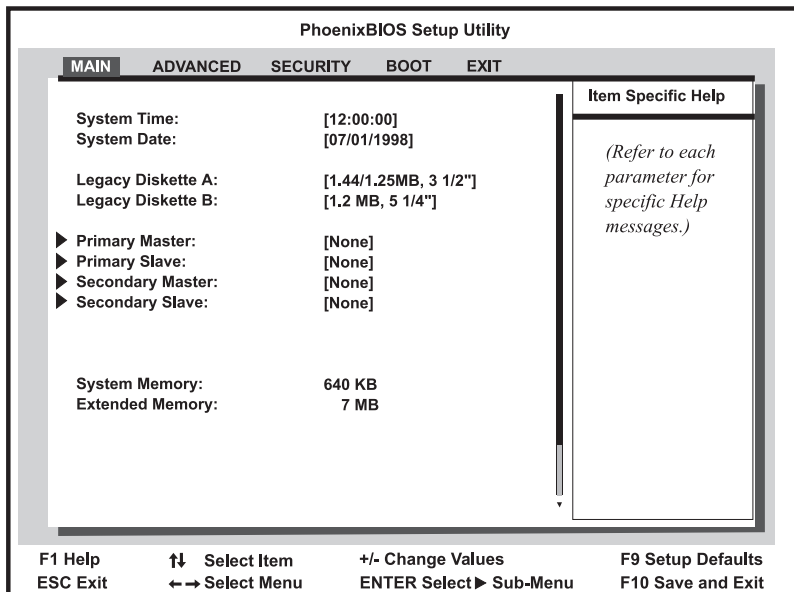 PhoenixBIOS Setup Utility
MAIN ADVANCED SECURITY BOOT EXIT
Item Specific Help
System Time: [12:00:00]
System Date: [07/01/1998]
(Refer to each
parameter for
specific Help
messages.)
Legacy Diskette A: [1.44/1.25MB, 3 1/2"]
Legacy Diskette B: [1.2 MB, 5 1/4"]
Primary Master: [None]
Primary Slave: [None]
Secondary Master: [None]
Secondary Slave: [None]
System Memory: 640 KB
Extended Memory: 7 MB
F1 Help ↑↓ Select Item +/- Change Values F9 Setup Defaults
ESC Exit ←→ Select Menu ENTER Select ▶ Sub-Menu F10 Save and Exit